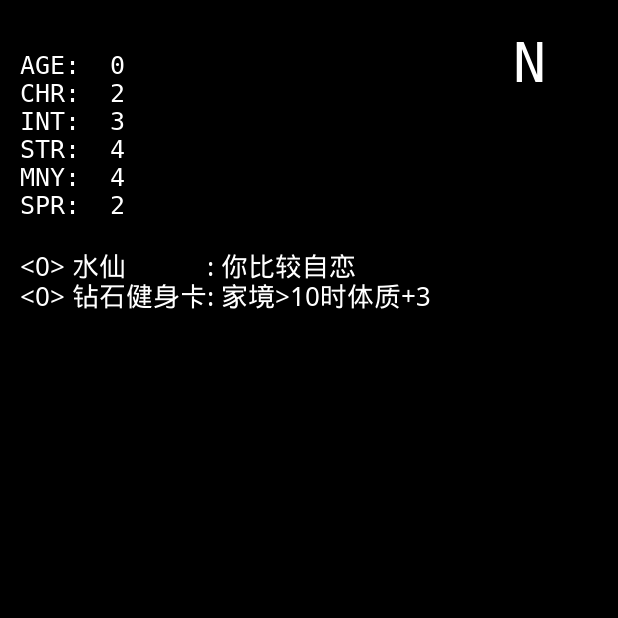 N
AGE: 0
CHR: 2
INT: 3
STR: 4
MNY: 4
SPR: 2
<0> 水仙 : 你比较自恋
<0> 钻石健身卡: 家境>10时体质+3